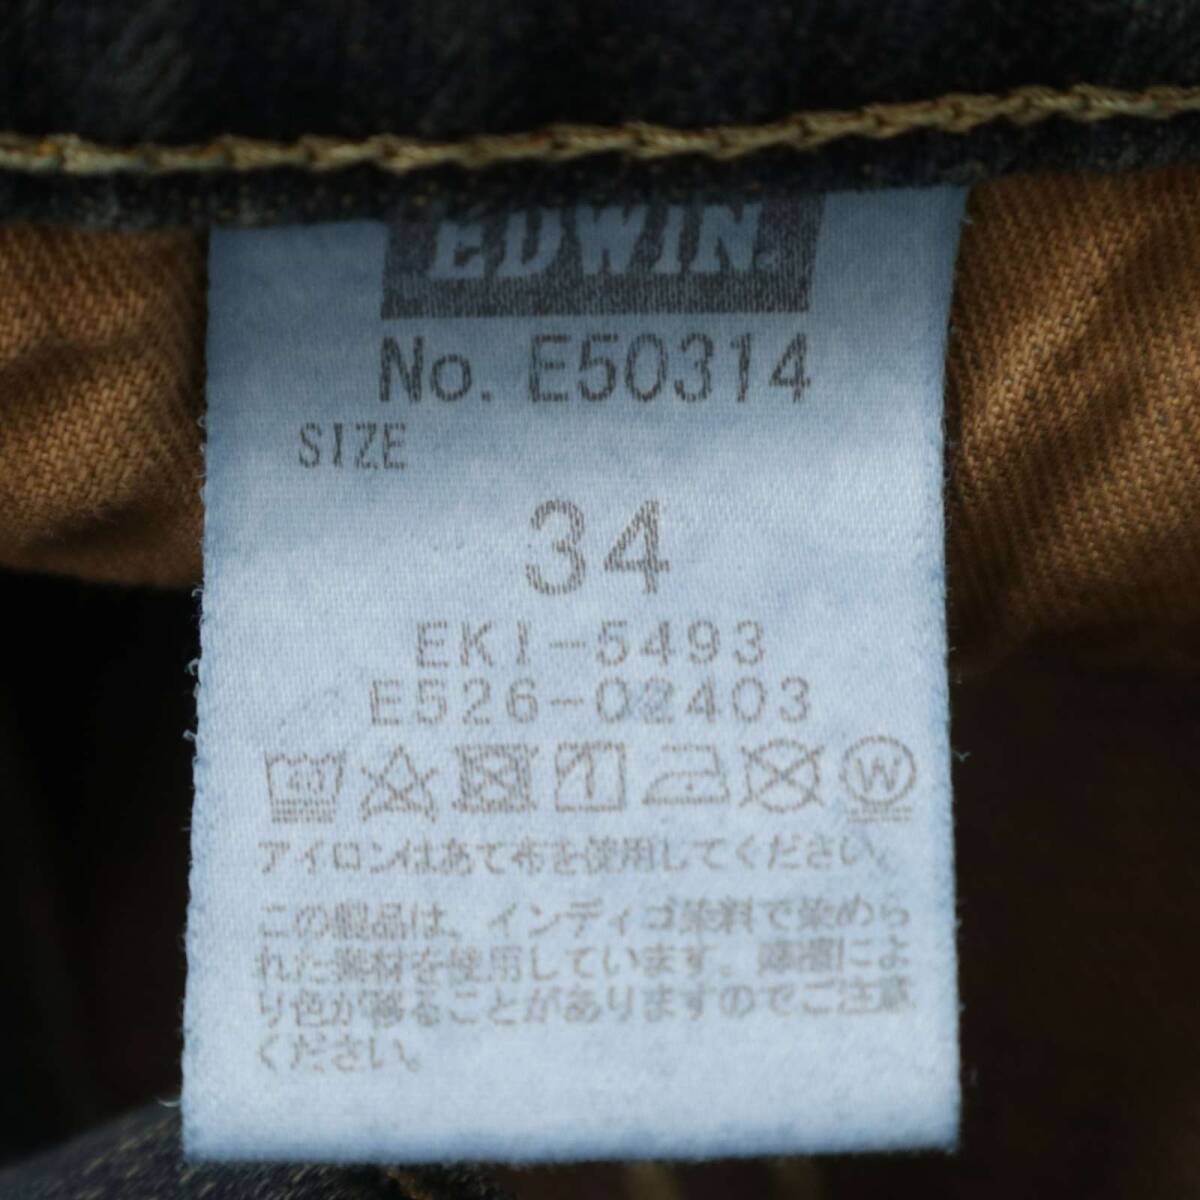 EDWIN.
No. E50314
SIZE
34
EKI-5493
E526-02403
40 1 W
アイロンはあて布を使用してください。
この製品は、インディゴ染料で染めら
れた素材を使用しています。摩擦によ
り色が移ることがありますのでご注意
ください。